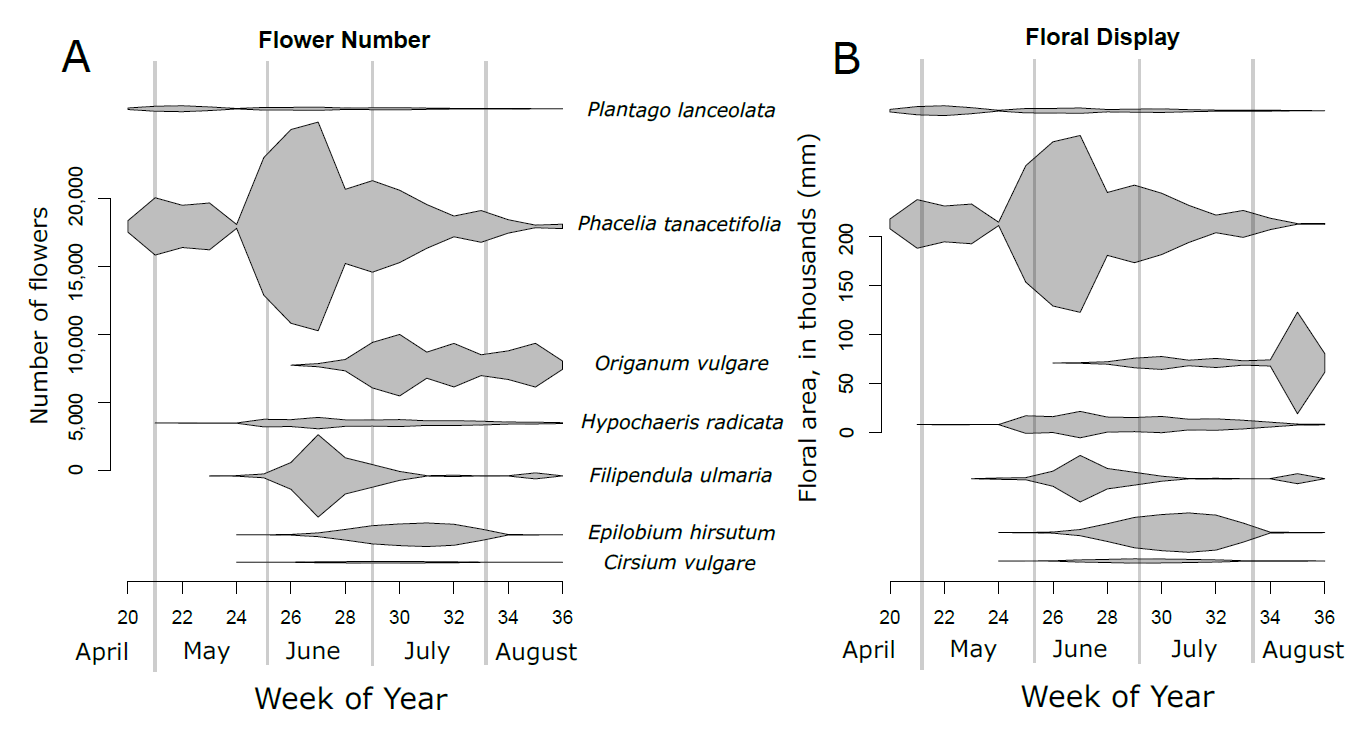 A
Flower Number
Plantago lanceolata
Phacelia tanacetifolia
Origanum vulgare
Hypochaeris radicata
Filipendula ulmaria
Epilobium hirsutum
Cirsium vulgare
Number of flowers
20,000
15,000
10,000
5,000
0
20 22 24 26 28 30 32 34 36
April May June July August
Week of Year
B
Floral Display
Floral area, in thousands (mm)
200
150
100
50
0
20 22 24 26 28 30 32 34 36
April May June July August
Week of Year